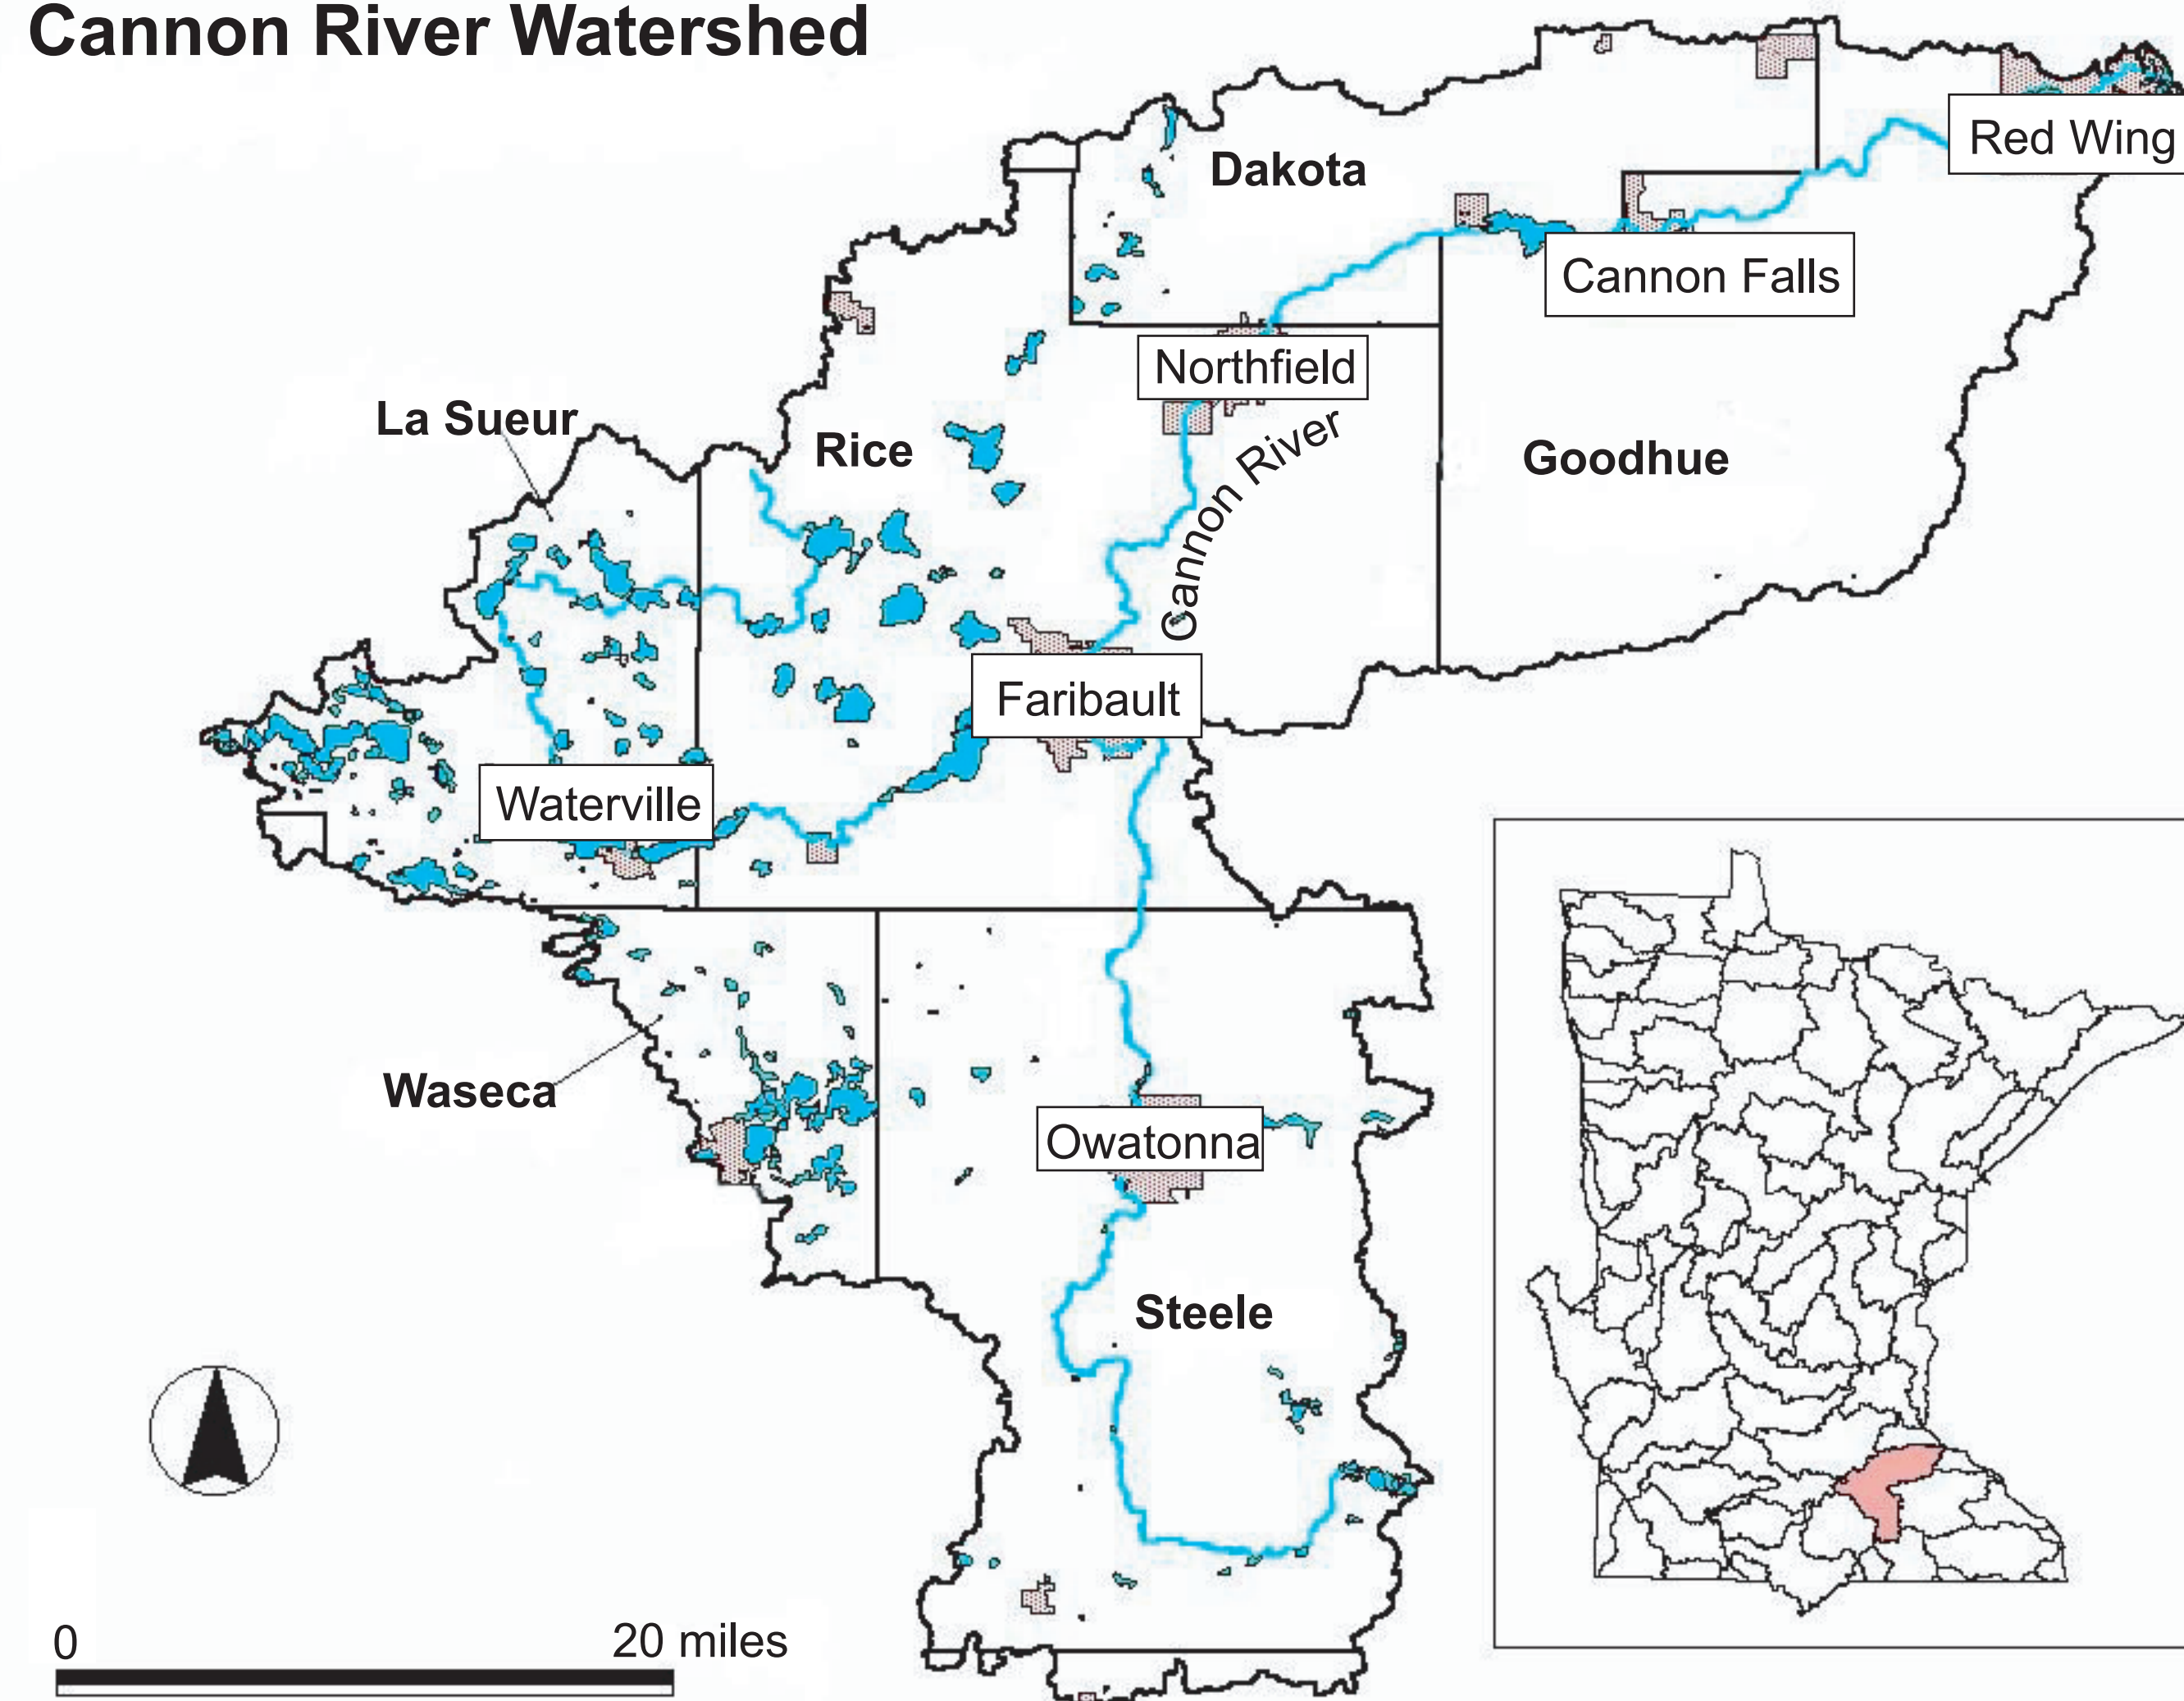 Cannon River Watershed
Red Wing
Dakota
Cannon Falls
Northfield
La Sueur
Rice
Cannon River
Goodhue
Faribault
Waterville
Waseca
Owatonna
Steele
0
20 miles